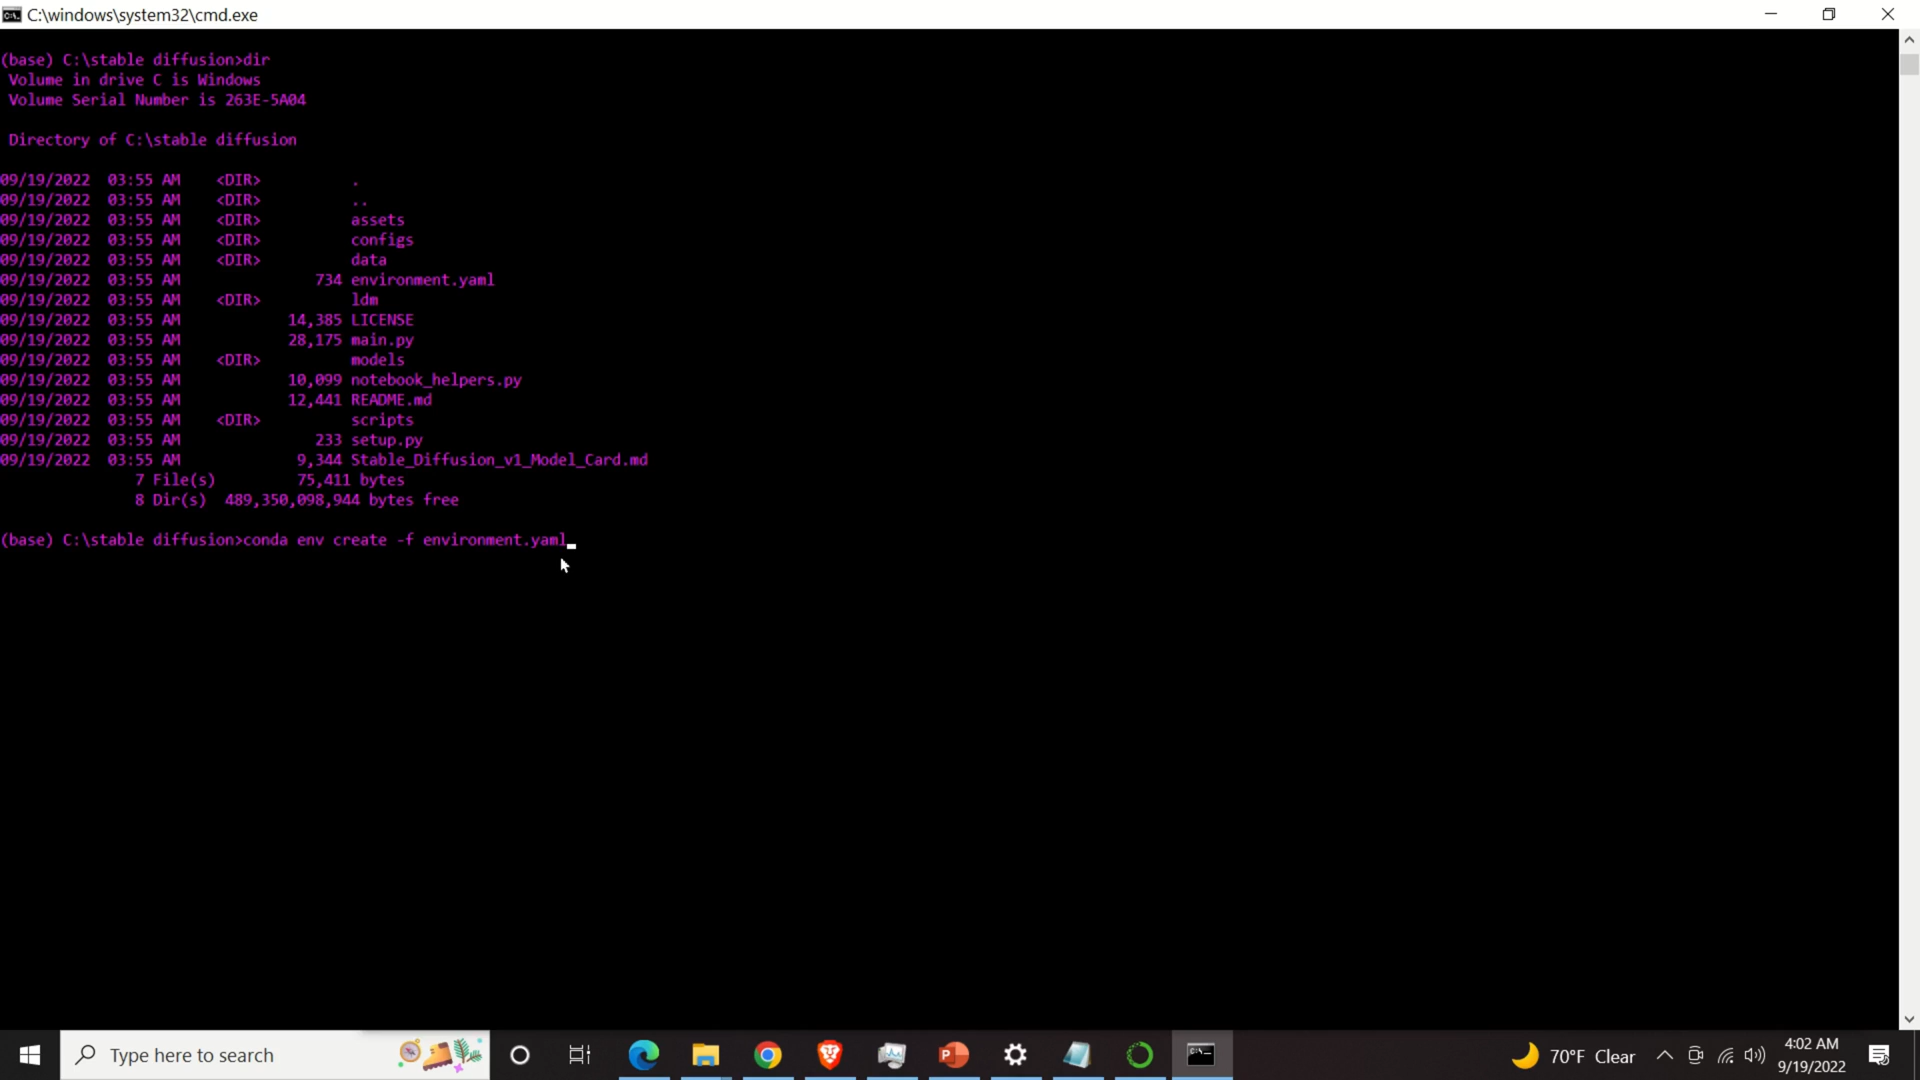 C:\windows\system32\cmd.exe
(base) C:\stable diffusion>dir
Volume in drive C is Windows
Volume Serial Number is 263E-5A04
Directory of C:\stable diffusion
09/19/2022 03:55 AM <DIR> .
09/19/2022 03:55 AM <DIR> ..
09/19/2022 03:55 AM <DIR> assets
09/19/2022 03:55 AM <DIR> configs
09/19/2022 03:55 AM <DIR> data
09/19/2022 03:55 AM 734 environment.yaml
09/19/2022 03:55 AM <DIR> ldm
09/19/2022 03:55 AM 14,385 LICENSE
09/19/2022 03:55 AM 28,175 main.py
09/19/2022 03:55 AM <DIR> models
09/19/2022 03:55 AM 10,099 notebook_helpers.py
09/19/2022 03:55 AM 12,441 README.md
09/19/2022 03:55 AM <DIR> scripts
09/19/2022 03:55 AM 233 setup.py
09/19/2022 03:55 AM 9,344 Stable_Diffusion_v1_Model_Card.md
7 File(s) 75,411 bytes
8 Dir(s) 489,350,098,944 bytes free
(base) C:\stable diffusion>conda env create -f environment.yaml
Type here to search
70°F Clear
4:02 AM
9/19/2022